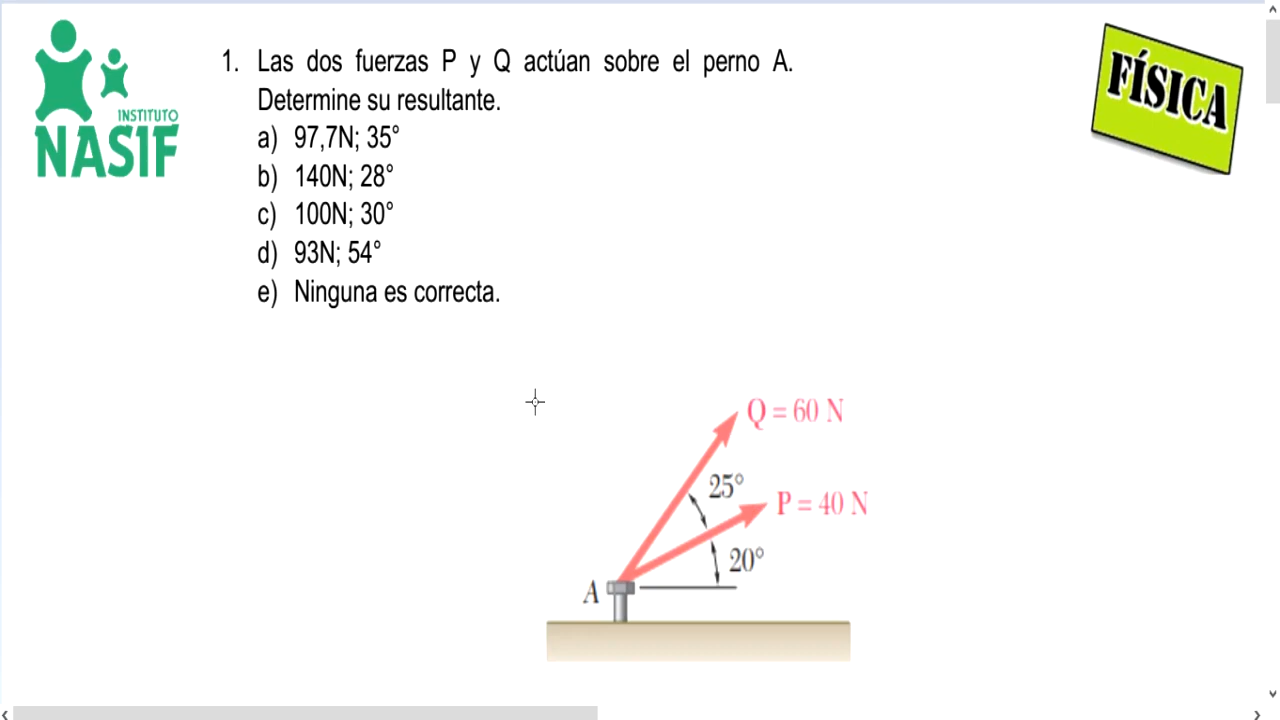 INSTITUTO
NASIF
1. Las dos fuerzas P y Q actúan sobre el perno A.
Determine su resultante.
a) 97,7N; 35°
b) 140N; 28°
c) 100N; 30°
d) 93N; 54°
e) Ninguna es correcta.
FÍSICA
Q = 60 N
25°
P = 40 N
20°
A